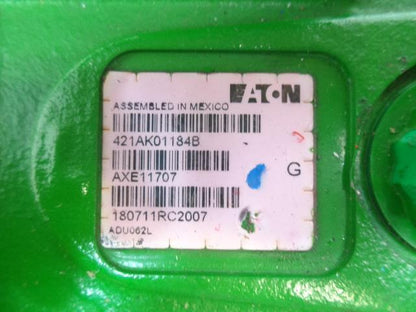 ASSEMBLED IN MEXICO
EATON
421AK01184B
AXE11707
G
180711RC2007
ADU062L